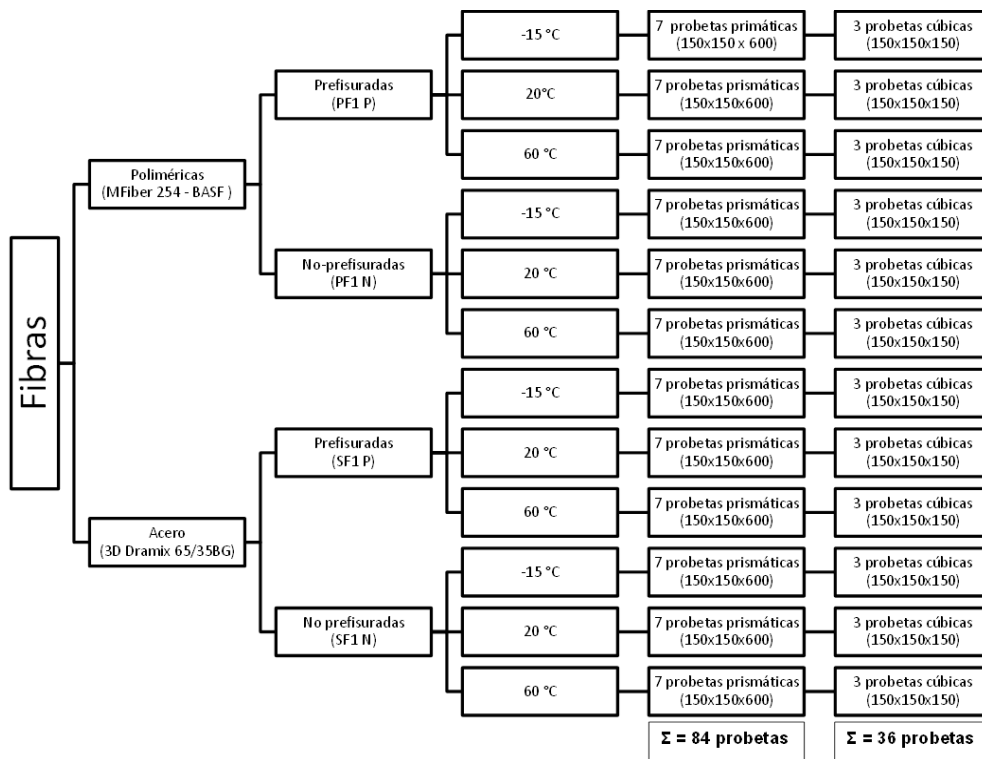 Fibras
Poliméricas
(MFiber 254 - BASF )
Prefisuradas
(PF1 P)
-15 °C
7 probetas primáticas
(150x150 x 600)
3 probetas cúbicas
(150x150x150)
20°C
7 probetas prismáticas
(150x150x600)
3 probetas cúbicas
(150x150x150)
60 °C
7 probetas prismáticas
(150x150x600)
3 probetas cúbicas
(150x150x150)
No-prefisuradas
(PF1 N)
-15 °C
7 probetas prismáticas
(150x150x600)
3 probetas cúbicas
(150x150x150)
20 °C
7 probetas prismáticas
(150x150x600)
3 probetas cúbicas
(150x150x150)
60 °C
7 probetas prismáticas
(150x150x600)
3 probetas cúbicas
(150x150x150)
Acero
(3D Dramix 65/35BG)
Prefisuradas
(SF1 P)
-15 °C
7 probetas prismáticas
(150x150x600)
3 probetas cúbicas
(150x150x150)
20 °C
7 probetas prismáticas
(150x150x600)
3 probetas cúbicas
(150x150x150)
60 °C
7 probetas prismáticas
(150x150x600)
3 probetas cúbicas
(150x150x150)
No prefisuradas
(SF1 N)
-15 °C
7 probetas prismáticas
(150x150x600)
3 probetas cúbicas
(150x150x150)
20 °C
7 probetas prismáticas
(150x150x600)
3 probetas cúbicas
(150x150x150)
60 °C
7 probetas prismáticas
(150x150x600)
3 probetas cúbicas
(150x150x150)
Σ = 84 probetas
Σ = 36 probetas